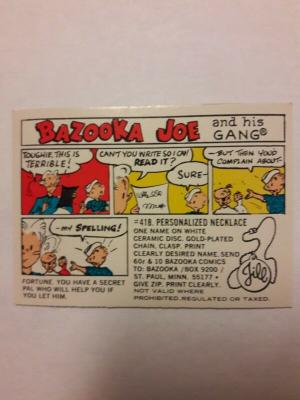 BAZOOKA JOE and his
GANG®
TOUGHIE, THIS IS
TERRIBLE!
CAN'T YOU WRITE SO I CAN
READ IT?
SURE-
-BUT THEN YOU'D
COMPLAIN ABOUT-
-MY SPELLING!
FORTUNE. YOU HAVE A SECRET
PAL WHO WILL HELP YOU IF
YOU LET HIM.
#418. PERSONALIZED NECKLACE
ONE NAME ON WHITE
CERAMIC DISC. GOLD-PLATED
CHAIN, CLASP. PRINT
CLEARLY DESIRED NAME. SEND
60¢ & 10 BAZOOKA COMICS
TO: BAZOOKA /BOX 9200 /
ST. PAUL, MINN. 55177 •
GIVE ZIP. PRINT CLEARLY.
NOT VALID WHERE
PROHIBITED, REGULATED OR TAXED.
Jill